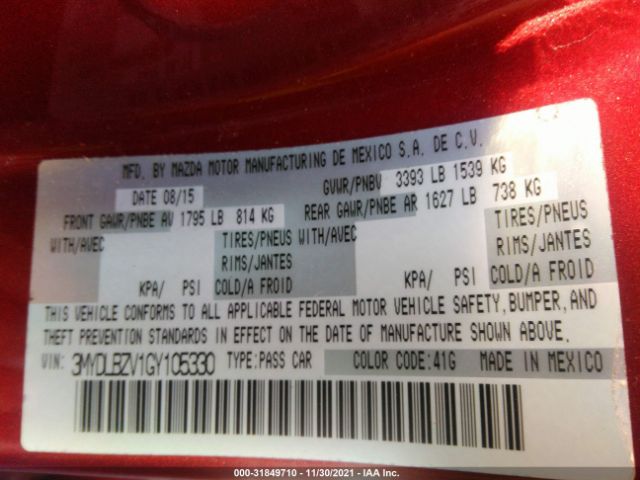 MFD. BY MAZDA MOTOR MANUFACTURING DE MEXICO S.A. DE C.V.
DATE 08/15 GVWR/PNBV 3393 LB 1539 KG
FRONT GAWR/PNBE AV 1795 LB 814 KG REAR GAWR/PNBE AR 1627 LB 738 KG
WITH/AVEC TIRES/PNEUS WITH/AVEC TIRES/PNEUS
RIMS/JANTES RIMS/JANTES
KPA/ PSI COLD/A FROID KPA/ PSI COLD/A FROID
THIS VEHICLE CONFORMS TO ALL APPLICABLE FEDERAL MOTOR VEHICLE SAFETY, BUMPER, AND
THEFT PREVENTION STANDARDS IN EFFECT ON THE DATE OF MANUFACTURE SHOWN ABOVE.
VIN: 3MYDLBZV1GY105330 TYPE:PASS CAR COLOR CODE:41G MADE IN MEXICO
000-31849710 - 11/30/2021 - IAA Inc.